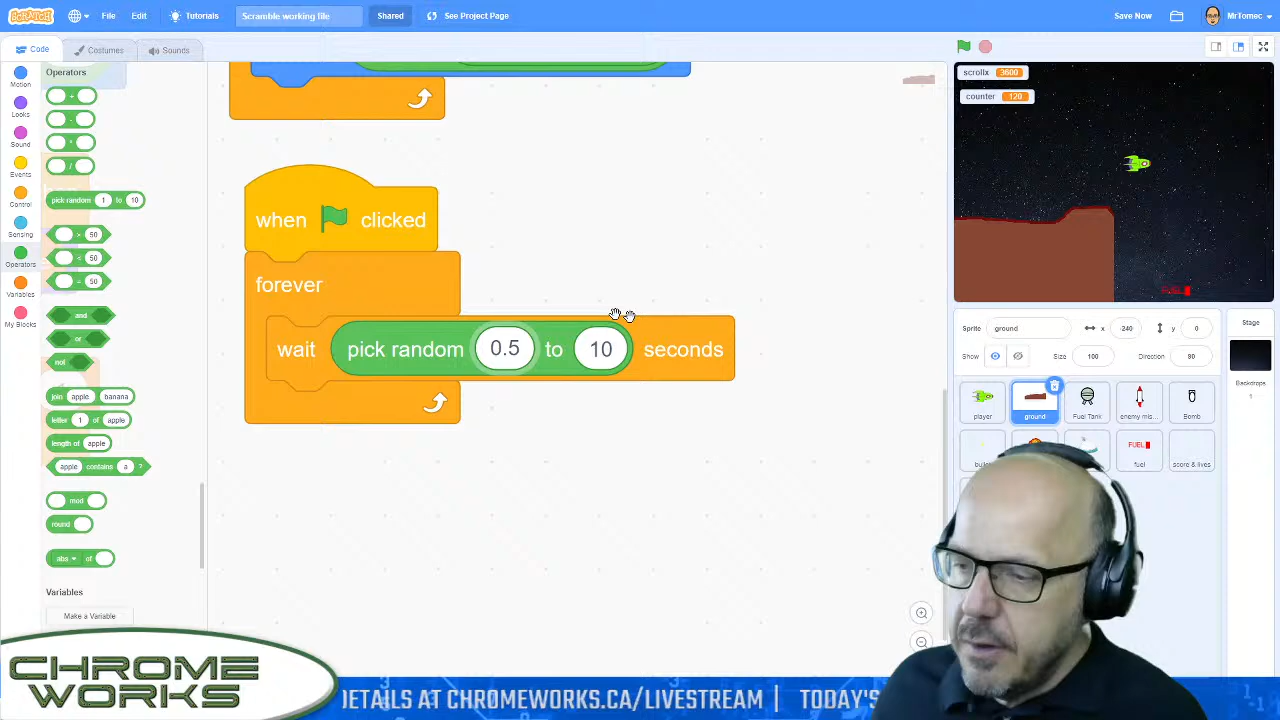 SCRATCH
File
Edit
Tutorials
Scramble working file
Shared
See Project Page
Save Now
MrTomec
Code
Costumes
Sounds
Motion
Looks
Sound
Events
Control
Sensing
Operators
Variables
My Blocks
Operators
+
-
*
/
pick random 1 to 10
> 50
< 50
= 50
and
or
not
join apple banana
letter 1 of apple
length of apple
apple contains a ?
mod
round
abs of
Variables
Make a Variable
when clicked
forever
wait pick random 0.5 to 10 seconds
scrollx 3600
counter 120
FUEL
Sprite ground x -240 y 0
Show Size 100 Direction 90
Stage
Backdrops
1
player
ground
Fuel Tank
enemy mis...
Bomb
FUEL
fuel
score & lives
CHROME
WORKS
DETAILS AT CHROMEWORKS.CA/LIVESTREAM | TODAY'S